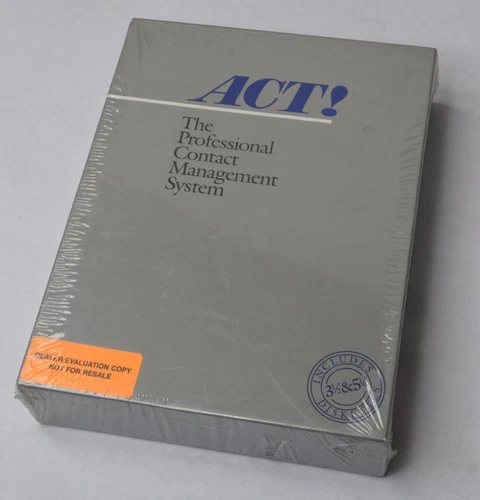 ACT!
The
Professional
Contact
Management
System
DEALER/EVALUATION COPY
NOT FOR RESALE
INCLUDES
3½&5¼
DISKS